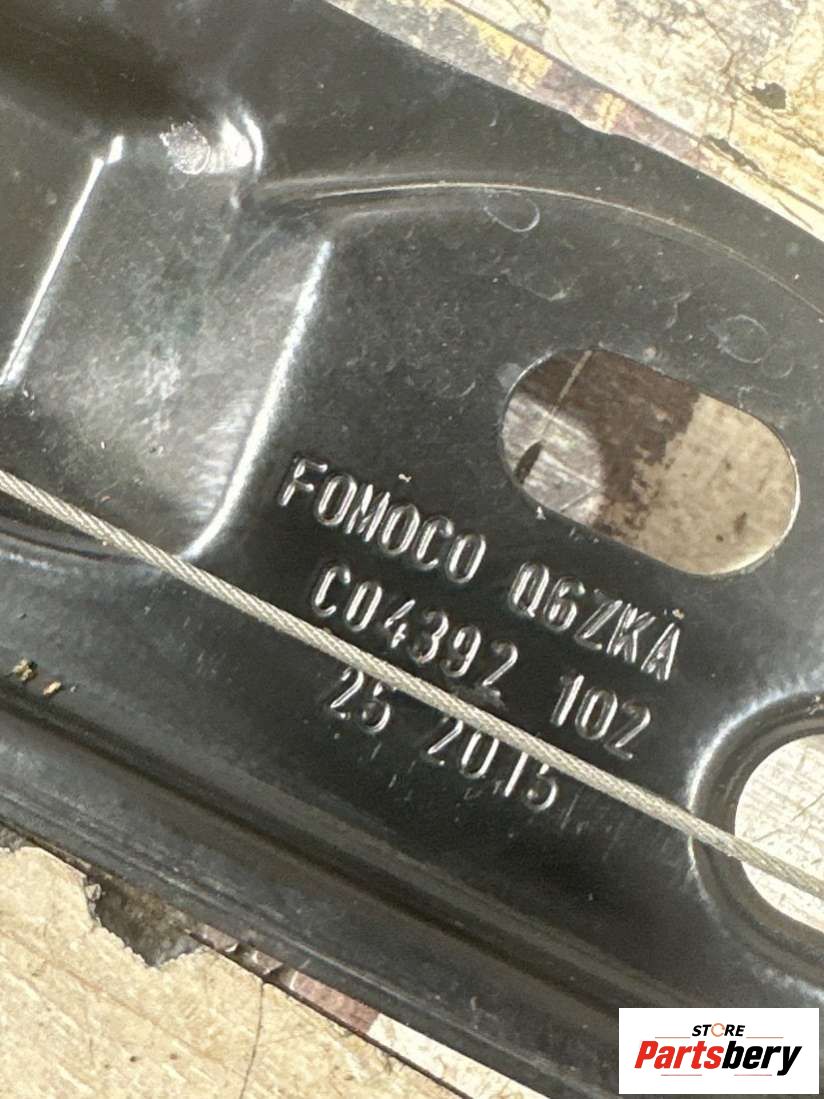 FOMOCO Q6ZKA
C04392 102
25 2015
STORE
Partsbery